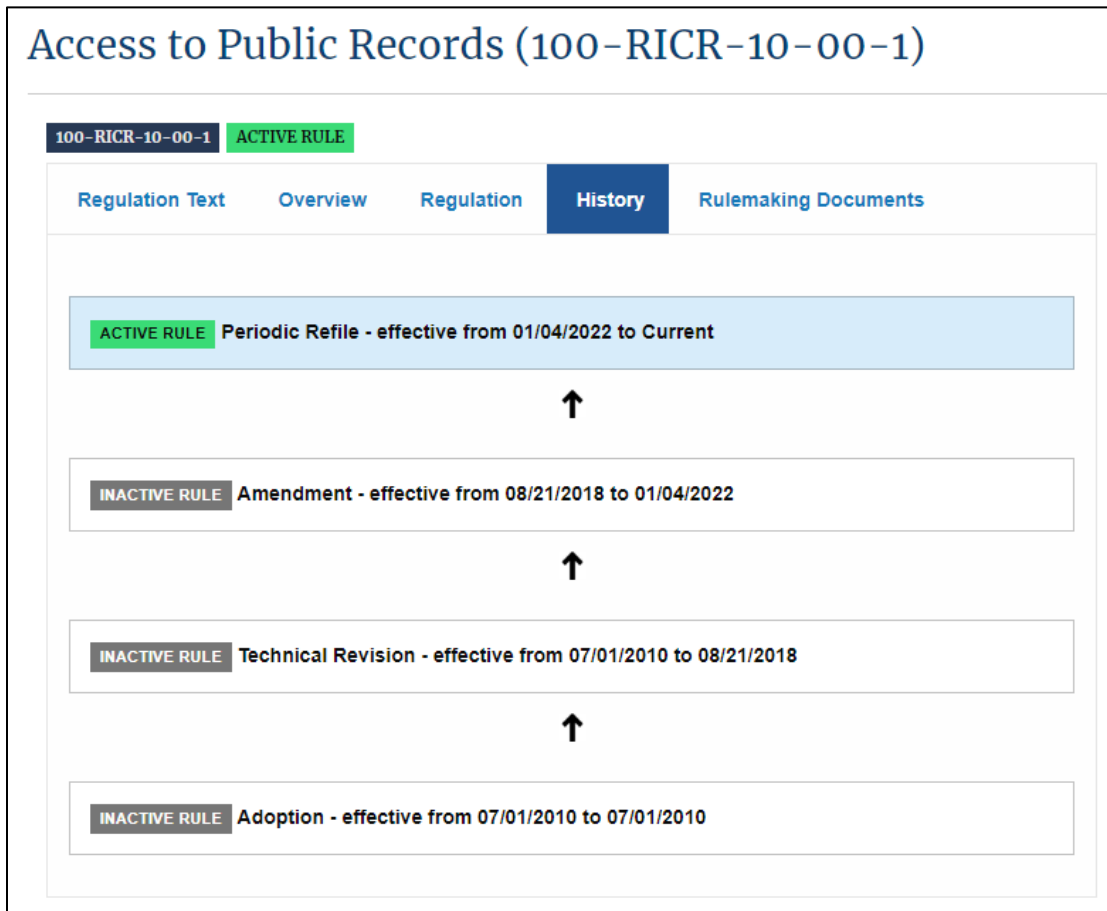 Access to Public Records (100-RICR-10-00-1)
100-RICR-10-00-1 ACTIVE RULE
Regulation Text Overview Regulation History Rulemaking Documents
ACTIVE RULE Periodic Refile - effective from 01/04/2022 to Current
INACTIVE RULE Amendment - effective from 08/21/2018 to 01/04/2022
INACTIVE RULE Technical Revision - effective from 07/01/2010 to 08/21/2018
INACTIVE RULE Adoption - effective from 07/01/2010 to 07/01/2010